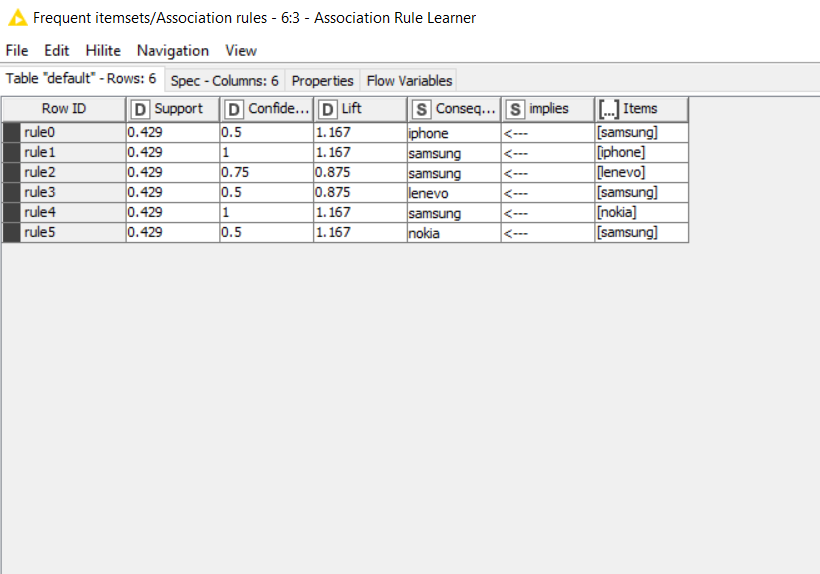 Frequent itemsets/Association rules - 6:3 - Association Rule Learner
File Edit Hilite Navigation View
Table "default" - Rows: 6 Spec - Columns: 6 Properties Flow Variables
Row ID D Support D Confide... D Lift S Conseq... S implies [...] Items
rule0 0.429 0.5 1.167 iphone <--- [samsung]
rule1 0.429 1 1.167 samsung <--- [iphone]
rule2 0.429 0.75 0.875 samsung <--- [lenevo]
rule3 0.429 0.5 0.875 lenevo <--- [samsung]
rule4 0.429 1 1.167 samsung <--- [nokia]
rule5 0.429 0.5 1.167 nokia <--- [samsung]